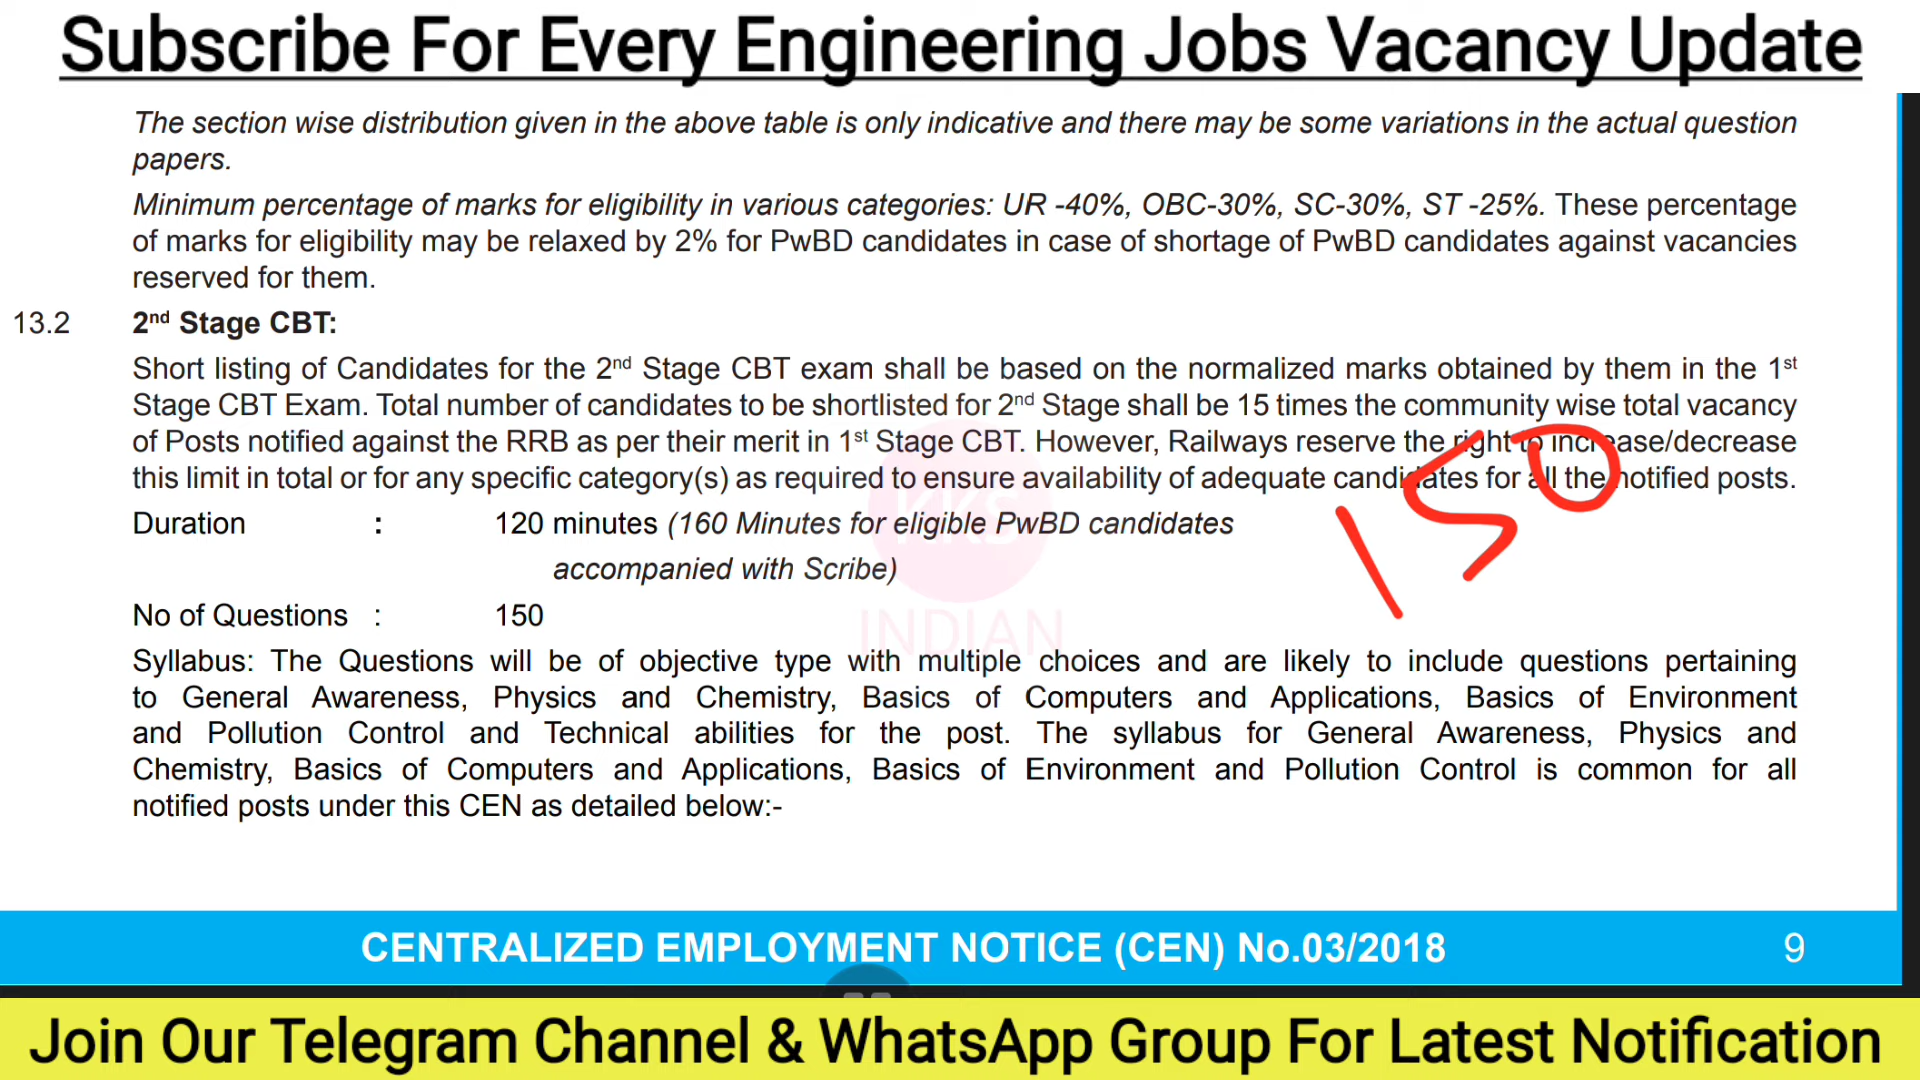 Subscribe For Every Engineering Jobs Vacancy Update
The section wise distribution given in the above table is only indicative and there may be some variations in the actual question
papers.
Minimum percentage of marks for eligibility in various categories: UR -40%, OBC-30%, SC-30%, ST -25%. These percentage
of marks for eligibility may be relaxed by 2% for PwBD candidates in case of shortage of PwBD candidates against vacancies
reserved for them.
13.2 2nd Stage CBT:
Short listing of Candidates for the 2nd Stage CBT exam shall be based on the normalized marks obtained by them in the 1st
Stage CBT Exam. Total number of candidates to be shortlisted for 2nd Stage shall be 15 times the community wise total vacancy
of Posts notified against the RRB as per their merit in 1st Stage CBT. However, Railways reserve the right to increase/decrease
this limit in total or for any specific category(s) as required to ensure availability of adequate candidates for all the notified posts.
150
Duration : 120 minutes (160 Minutes for eligible PwBD candidates
accompanied with Scribe)
KKS
INDIAN
No of Questions : 150
Syllabus: The Questions will be of objective type with multiple choices and are likely to include questions pertaining
to General Awareness, Physics and Chemistry, Basics of Computers and Applications, Basics of Environment
and Pollution Control and Technical abilities for the post. The syllabus for General Awareness, Physics and
Chemistry, Basics of Computers and Applications, Basics of Environment and Pollution Control is common for all
notified posts under this CEN as detailed below:-
CENTRALIZED EMPLOYMENT NOTICE (CEN) No.03/2018 9
Join Our Telegram Channel & WhatsApp Group For Latest Notification